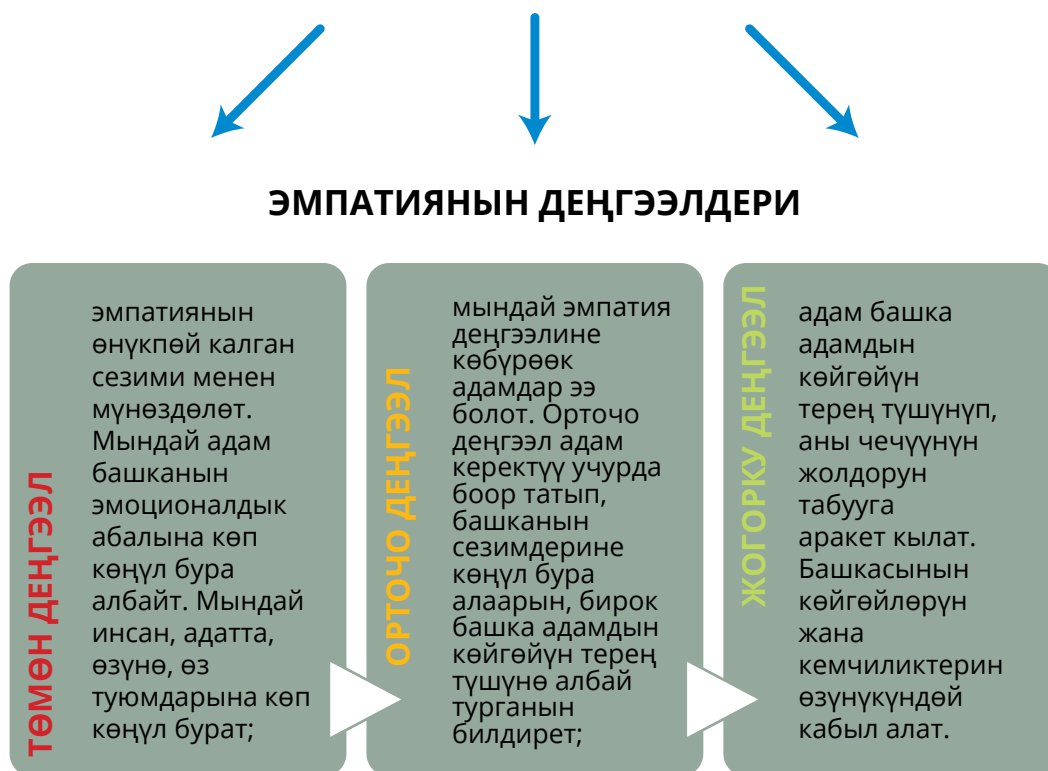 ЭМПАТИЯНЫН ДЕҢГЭЭЛДЕРИ
ТӨМӨН ДЕҢГЭЭЛ
эмпатиянын
өнүкпөй калган
сезими менен
мүнөздөлөт.
Мындай адам
башканын
эмоционалдык
абалына көп
көңүл бура
албайт. Мындай
инсан, адатта,
өзүнө, өз
туюмдарына көп
көңүл бурат;
ОРТОЧО ДЕҢГЭЭЛ
мындай эмпатия
деңгээлине
көбүрөөк
адамдар ээ
болот. Орточо
деңгээл адам
керектүү учурда
боор татып,
башканын
сезимдерине
көңүл бура
алаарын, бирок
башка адамдын
көйгөйүн терең
түшүнө албай
турганын
билдирет;
ЖОГОРКУ ДЕҢГЭЭЛ
адам башка
адамдын
көйгөйүн
терең түшүнүп,
аны чечүүнүн
жолдорун
табууга
аракет кылат.
Башкасынын
көйгөйлөрүн
жана
кемчиликтерин
өзүнүкүндөй
кабыл алат.